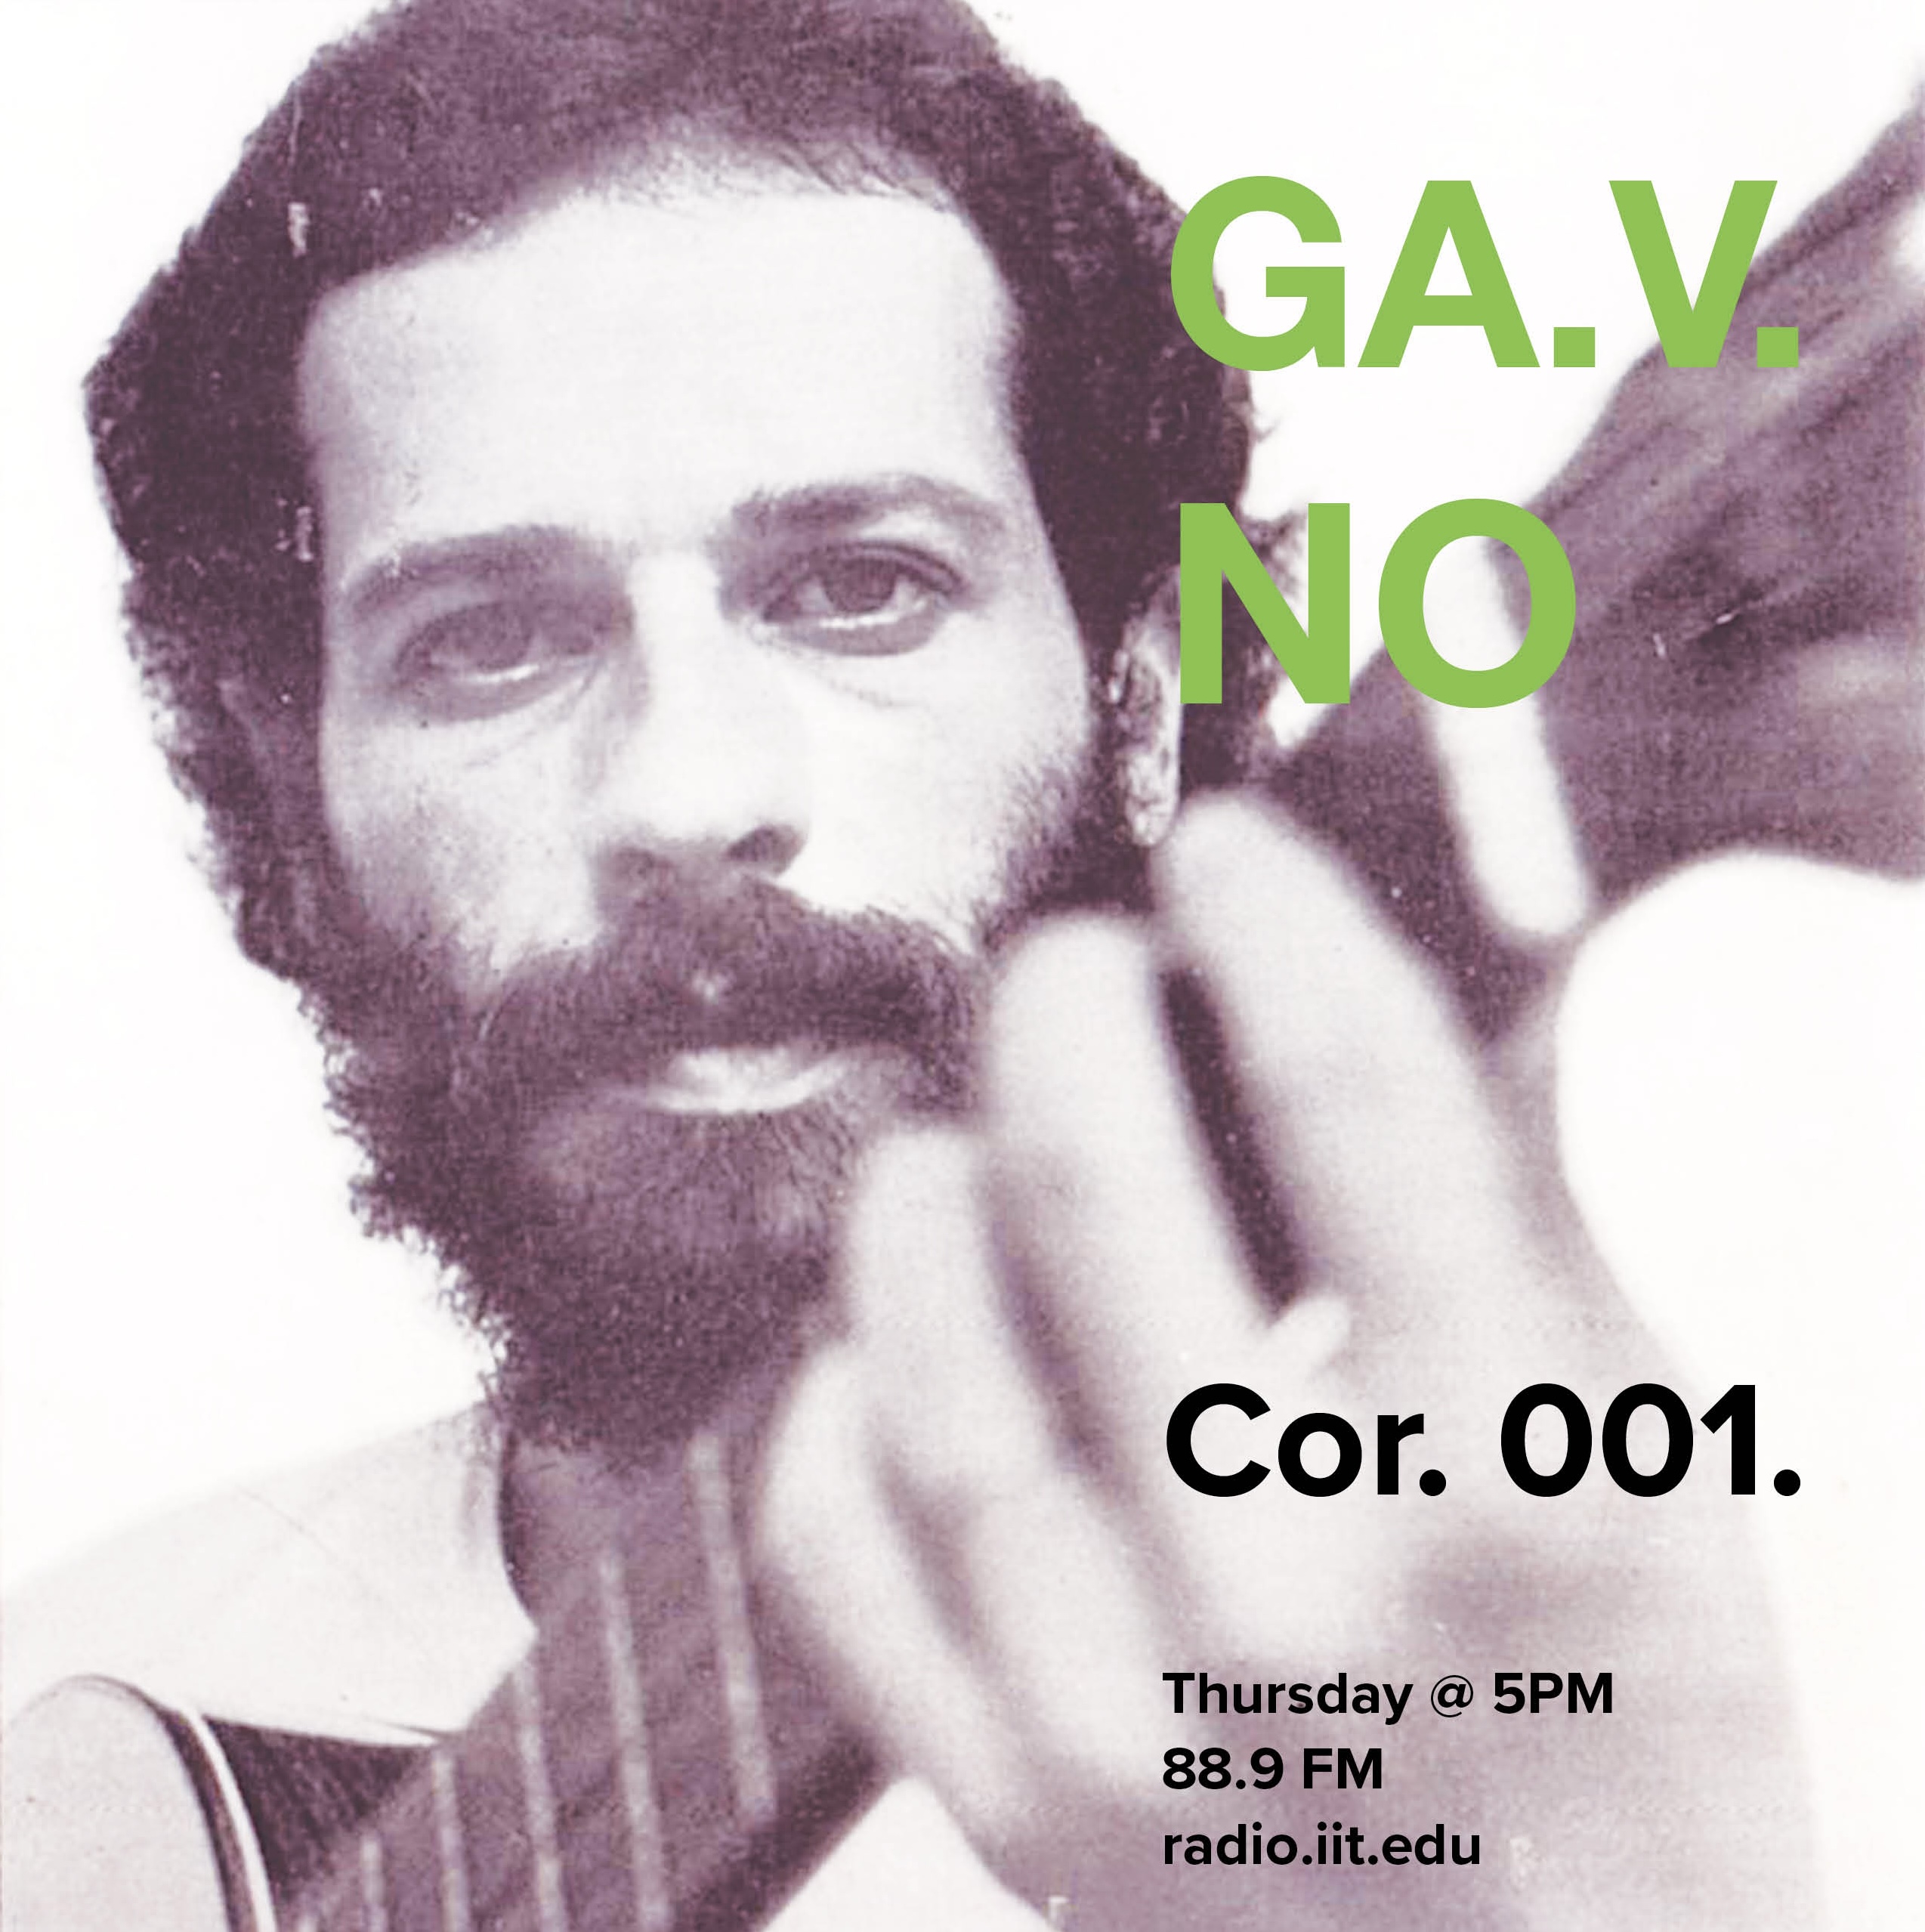 GA.V.
NO
Cor. 001.
Thursday @ 5PM
88.9 FM
radio.iit.edu